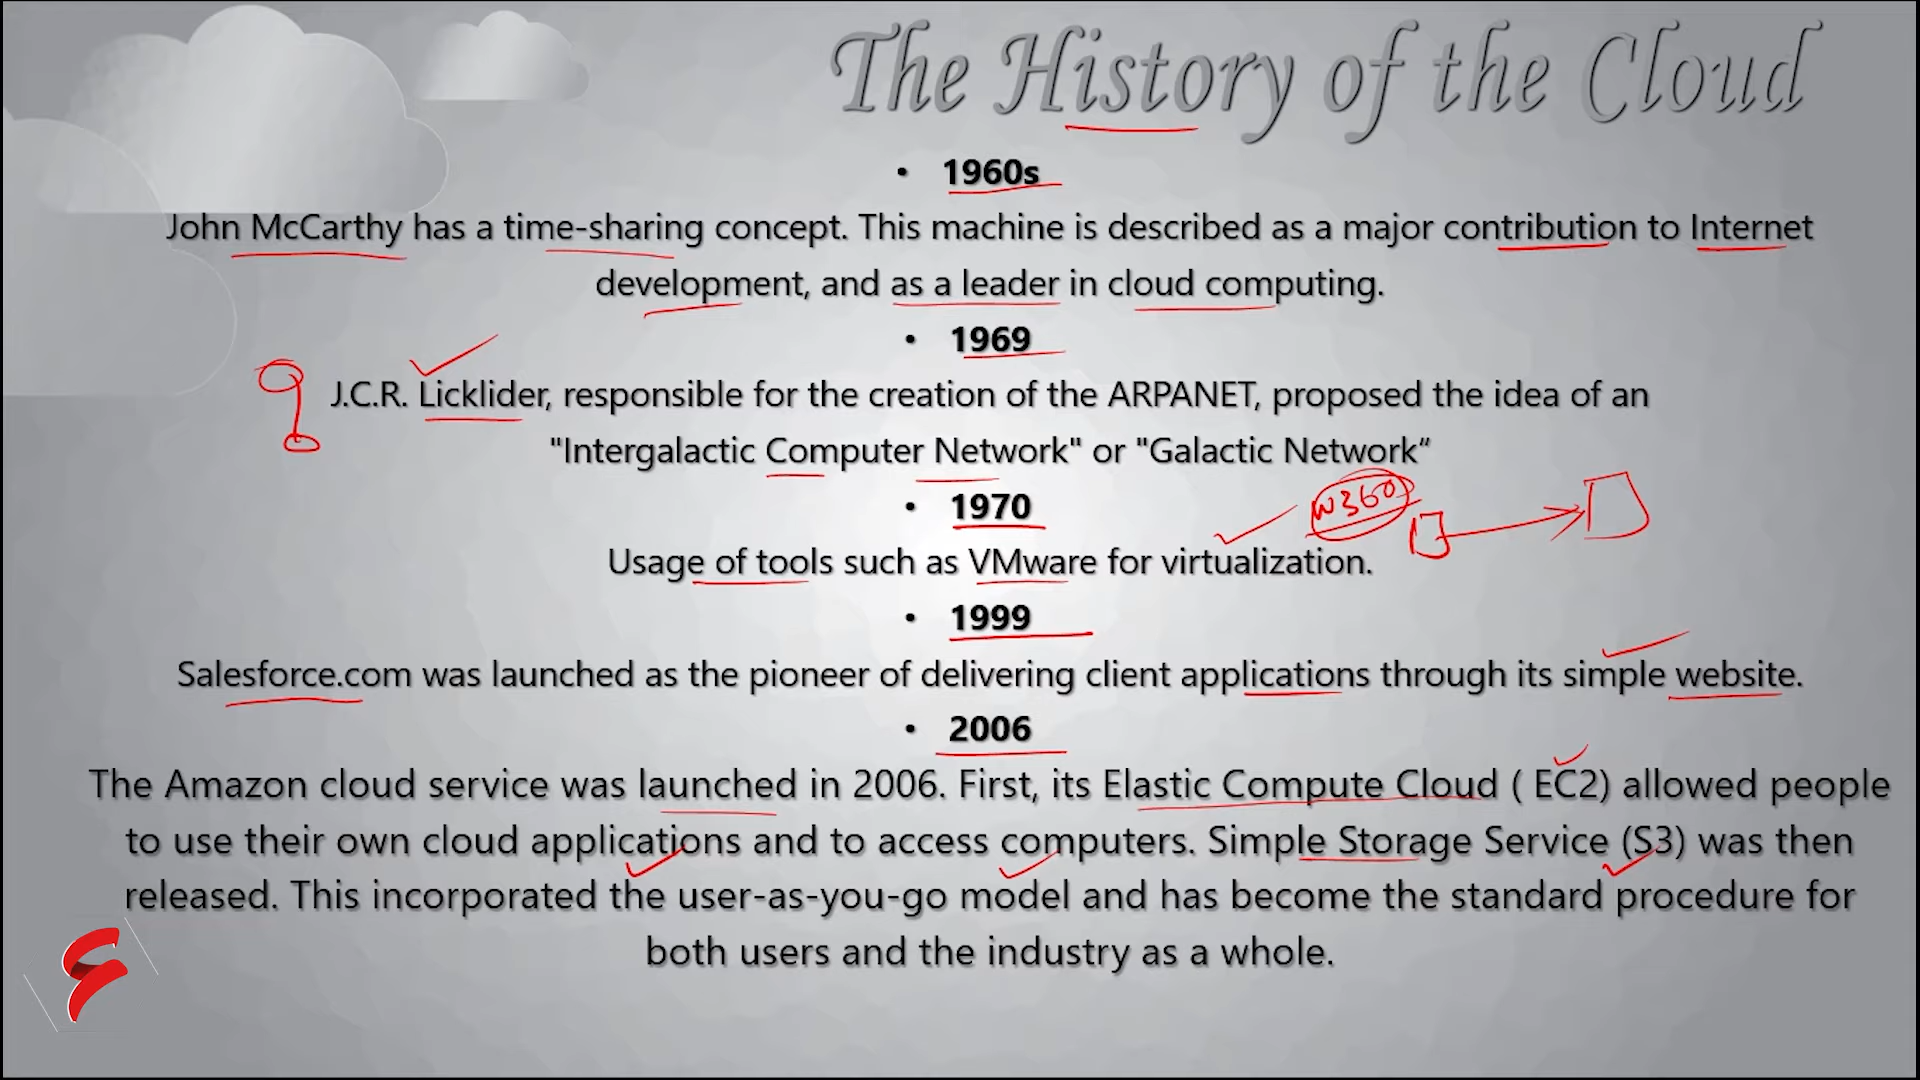 The History of the Cloud
• 1960s
John McCarthy has a time-sharing concept. This machine is described as a major contribution to Internet
development, and as a leader in cloud computing.
• 1969
J.C.R. Licklider, responsible for the creation of the ARPANET, proposed the idea of an
"Intergalactic Computer Network" or "Galactic Network“
• 1970
W360
Usage of tools such as VMware for virtualization.
• 1999
Salesforce.com was launched as the pioneer of delivering client applications through its simple website.
• 2006
The Amazon cloud service was launched in 2006. First, its Elastic Compute Cloud ( EC2) allowed people
to use their own cloud applications and to access computers. Simple Storage Service (S3) was then
released. This incorporated the user-as-you-go model and has become the standard procedure for
both users and the industry as a whole.